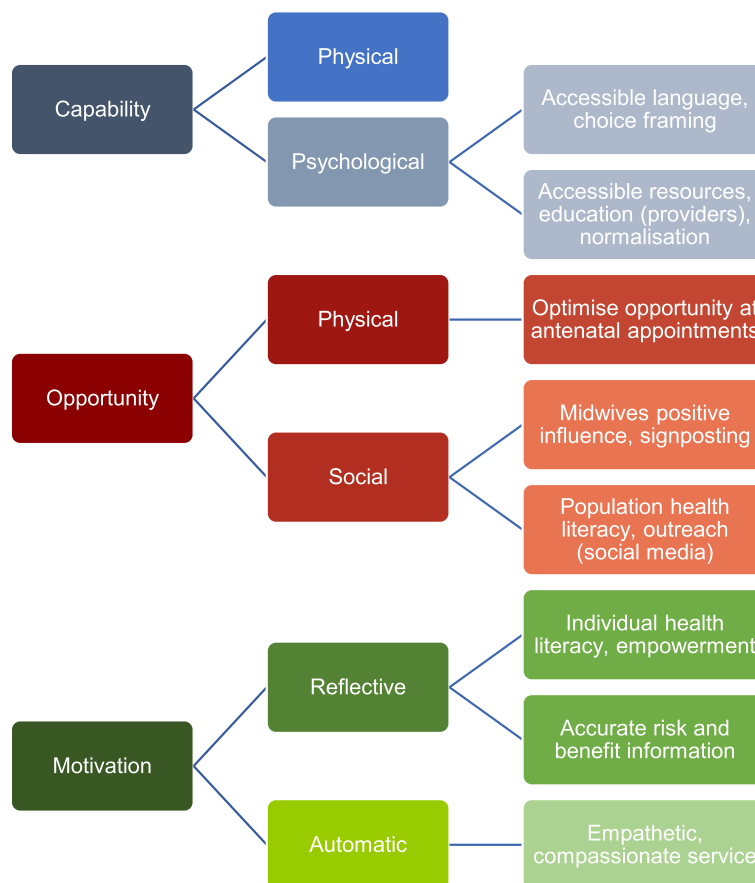 Physical
Capability
Psychological
Accessible language,
choice framing
Accessible resources,
education (providers),
normalisation
Opportunity
Physical
Optimise opportunity at
antenatal appointments
Social
Midwives positive
influence, signposting
Population health
literacy, outreach
(social media)
Motivation
Reflective
Individual health
literacy, empowerment
Accurate risk and
benefit information
Automatic
Empathetic,
compassionate service